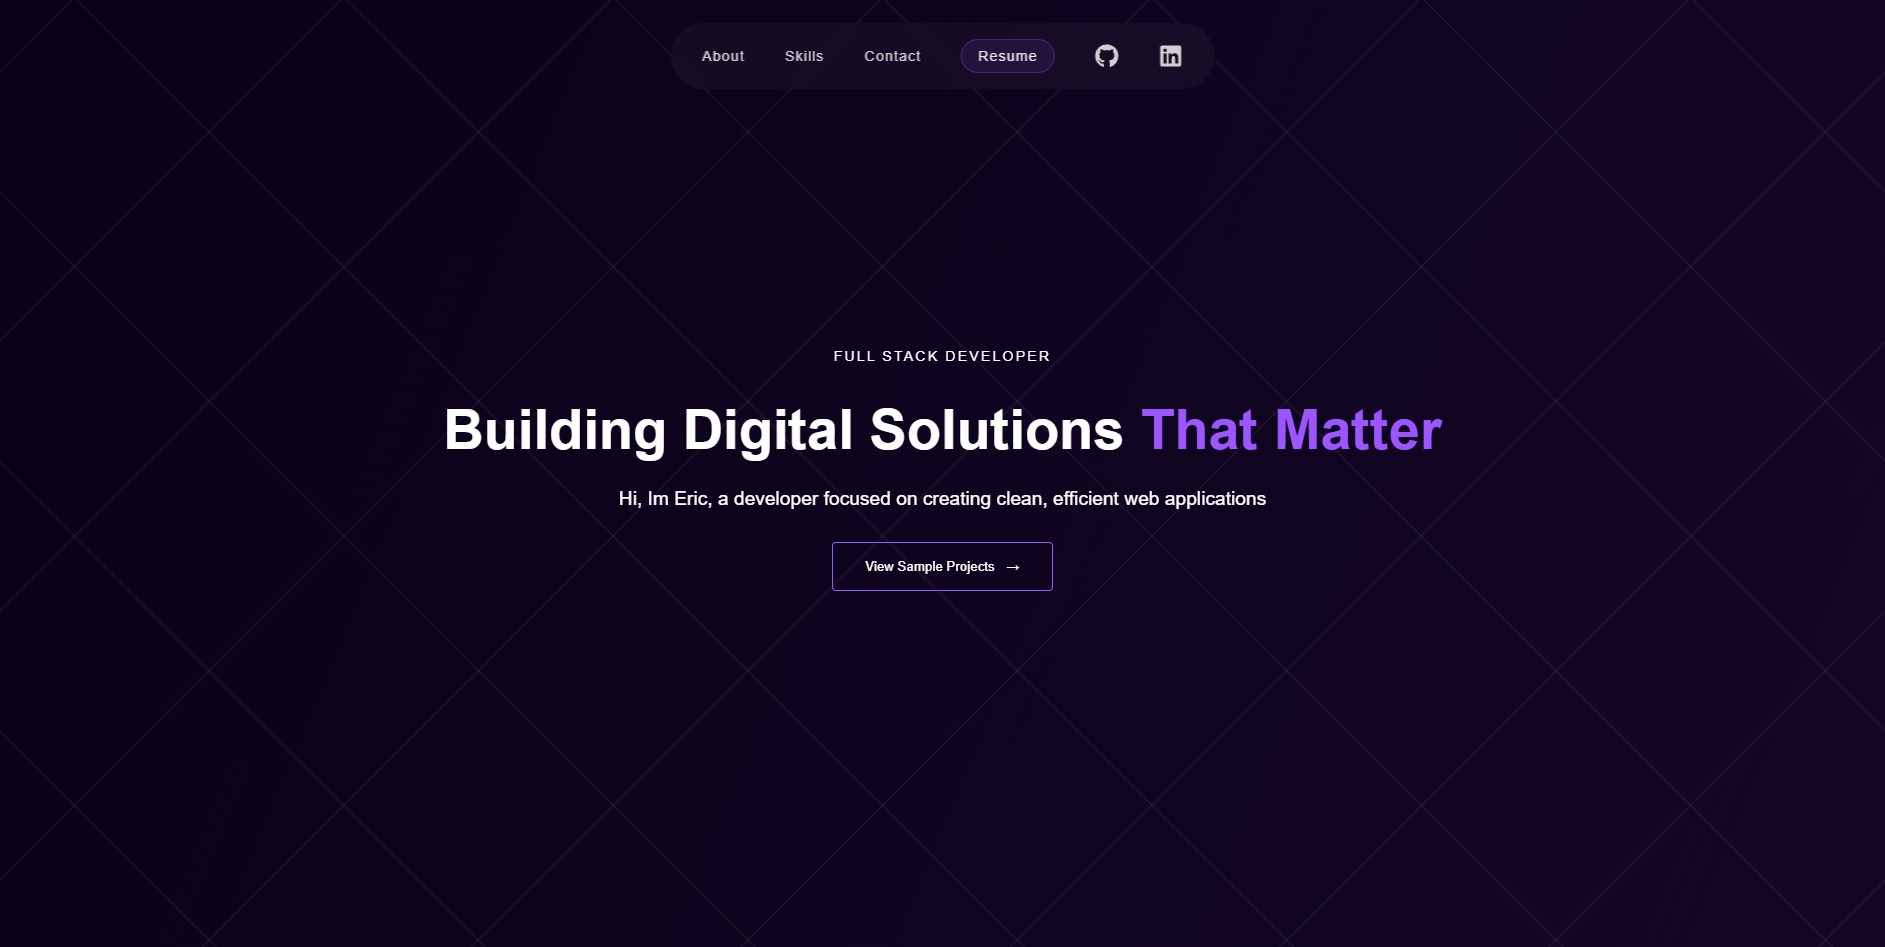 About Skills Contact Resume in
FULL STACK DEVELOPER
Building Digital Solutions That Matter
Hi, Im Eric, a developer focused on creating clean, efficient web applications
View Sample Projects →